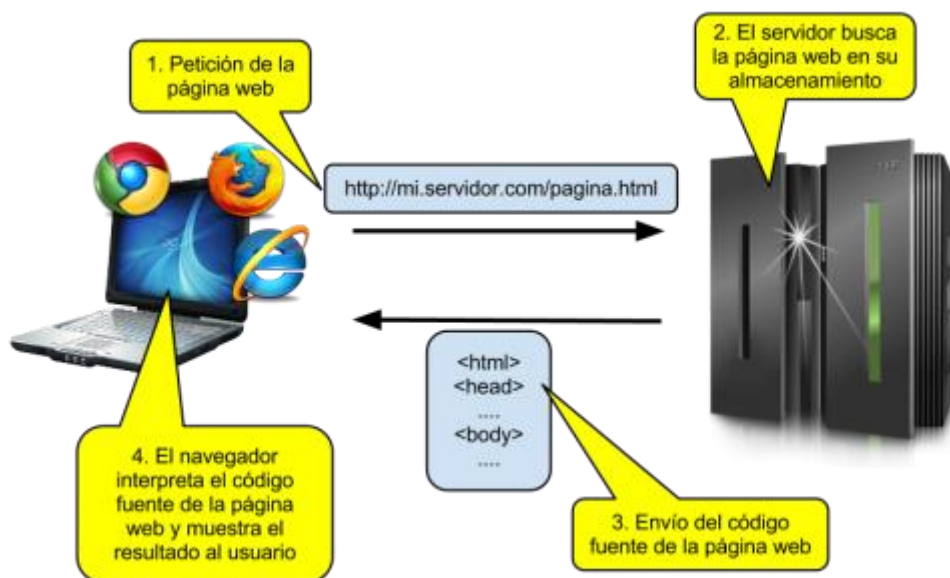 1. Petición de la
página web
2. El servidor busca
la página web en su
almacenamiento
http://mi.servidor.com/pagina.html
<html>
<head>
....
<body>
....
4. El navegador
interpreta el código
fuente de la página
web y muestra el
resultado al usuario
3. Envío del código
fuente de la página web